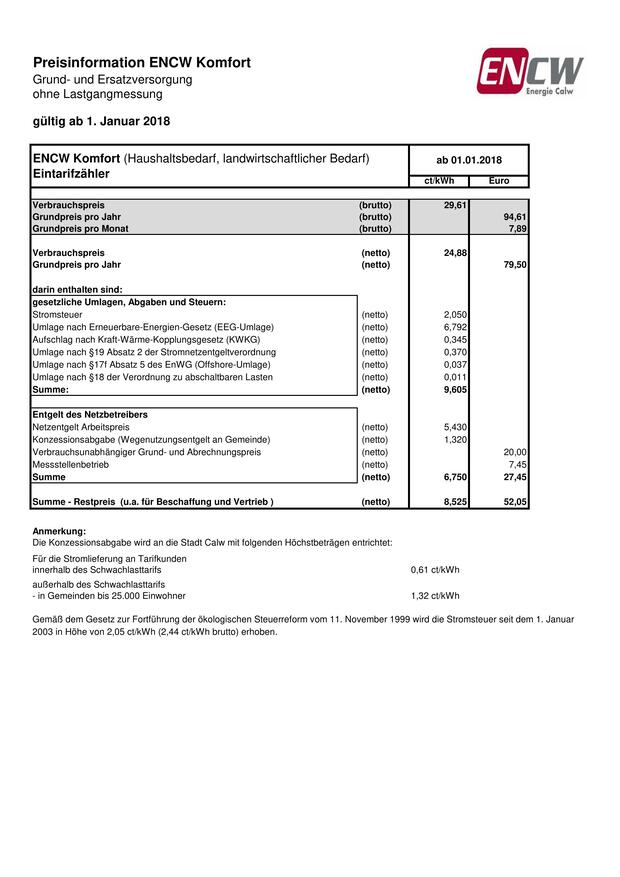 Preisinformation ENCW Komfort
Grund- und Ersatzversorgung
ohne Lastgangmessung
ENCW
Energie Calw
gültig ab 1. Januar 2018
ENCW Komfort (Haushaltsbedarf, landwirtschaftlicher Bedarf) ab 01.01.2018
Eintarifzähler
ct/kWh Euro
Verbrauchspreis (brutto) 29,61
Grundpreis pro Jahr (brutto) 94,61
Grundpreis pro Monat (brutto) 7,89
Verbrauchspreis (netto) 24,88
Grundpreis pro Jahr (netto) 79,50
darin enthalten sind:
gesetzliche Umlagen, Abgaben und Steuern:
Stromsteuer (netto) 2,050
Umlage nach Erneuerbare-Energien-Gesetz (EEG-Umlage) (netto) 6,792
Aufschlag nach Kraft-Wärme-Kopplungsgesetz (KWKG) (netto) 0,345
Umlage nach §19 Absatz 2 der Stromnetzentgeltverordnung (netto) 0,370
Umlage nach §17f Absatz 5 des EnWG (Offshore-Umlage) (netto) 0,037
Umlage nach §18 der Verordnung zu abschaltbaren Lasten (netto) 0,011
Summe: (netto) 9,605
Entgelt des Netzbetreibers
Netzentgelt Arbeitspreis (netto) 5,430
Konzessionsabgabe (Wegenutzungsentgelt an Gemeinde) (netto) 1,320
Verbrauchsunabhängiger Grund- und Abrechnungspreis (netto) 20,00
Messstellenbetrieb (netto) 7,45
Summe (netto) 6,750 27,45
Summe - Restpreis (u.a. für Beschaffung und Vertrieb ) (netto) 8,525 52,05
Anmerkung:
Die Konzessionsabgabe wird an die Stadt Calw mit folgenden Höchstbeträgen entrichtet:
Für die Stromlieferung an Tarifkunden
innerhalb des Schwachlasttarifs 0,61 ct/kWh
außerhalb des Schwachlasttarifs
- in Gemeinden bis 25.000 Einwohner 1,32 ct/kWh
Gemäß dem Gesetz zur Fortführung der ökologischen Steuerreform vom 11. November 1999 wird die Stromsteuer seit dem 1. Januar
2003 in Höhe von 2,05 ct/kWh (2,44 ct/kWh brutto) erhoben.